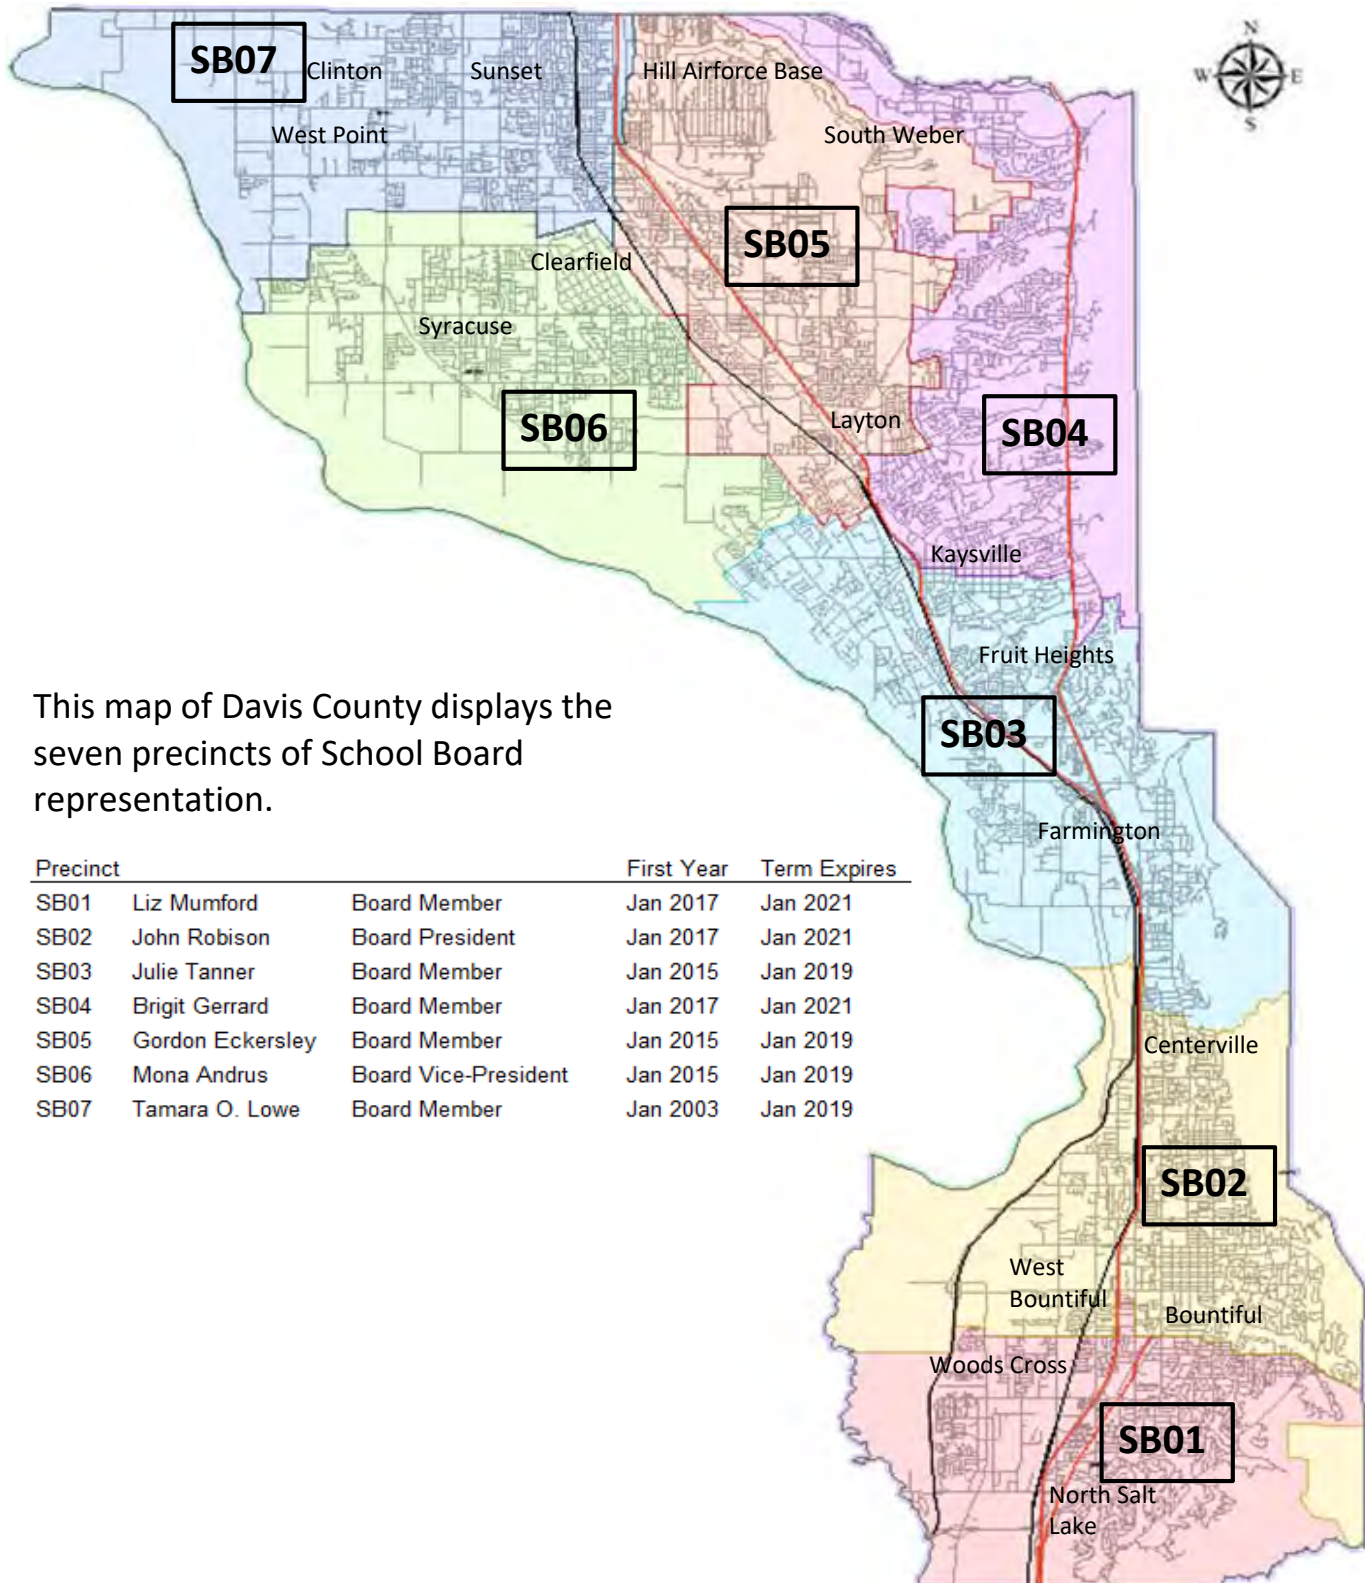 SB07
Clinton
Sunset
Hill Airforce Base
N
W
E
S
West Point
South Weber
SB05
Clearfield
Syracuse
SB06
Layton
SB04
Kaysville
Fruit Heights
This map of Davis County displays the
seven precincts of School Board
representation.
SB03
Farmington
Precinct First Year Term Expires
SB01 Liz Mumford Board Member Jan 2017 Jan 2021
SB02 John Robison Board President Jan 2017 Jan 2021
SB03 Julie Tanner Board Member Jan 2015 Jan 2019
SB04 Brigit Gerrard Board Member Jan 2017 Jan 2021
SB05 Gordon Eckersley Board Member Jan 2015 Jan 2019
SB06 Mona Andrus Board Vice-President Jan 2015 Jan 2019
SB07 Tamara O. Lowe Board Member Jan 2003 Jan 2019
Centerville
SB02
West
Bountiful
Bountiful
Woods Cross
SB01
North Salt
Lake